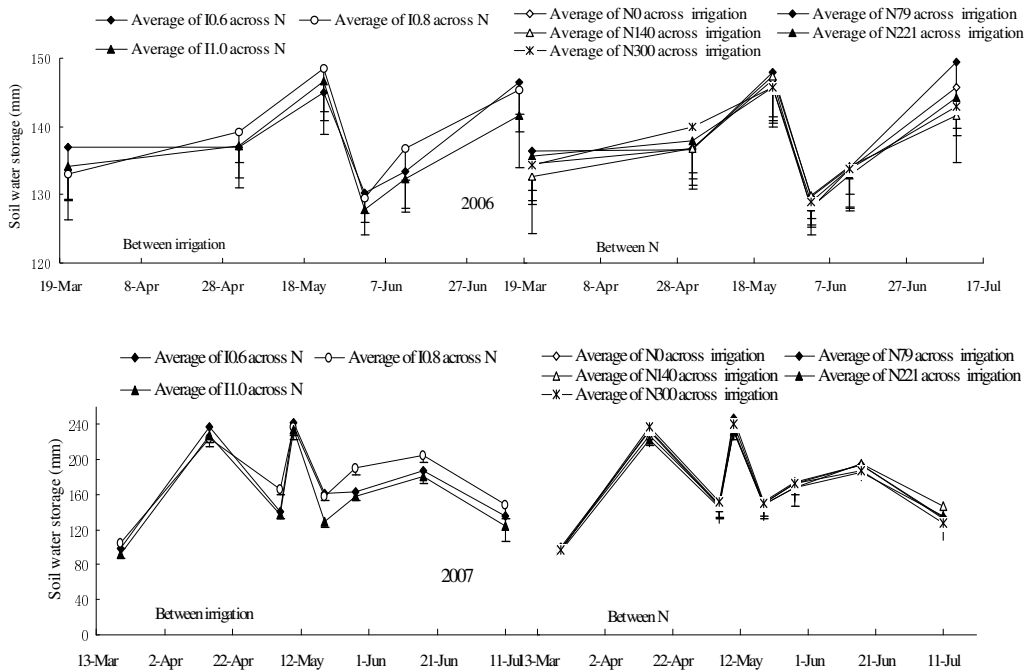 Average of I0.6 across N
Average of I0.8 across N
Average of I1.0 across N
Average of N0 across irrigation
Average of N79 across irrigation
Average of N140 across irrigation
Average of N221 across irrigation
Average of N300 across irrigation
Soil water storage (mm)
150
140
130
120
2006
Between irrigation
Between N
19-Mar
8-Apr
28-Apr
18-May
7-Jun
27-Jun
19-Mar
8-Apr
28-Apr
18-May
7-Jun
27-Jun
17-Jul
Average of I0.6 across N
Average of I0.8 across N
Average of I1.0 across N
Average of N0 across irrigation
Average of N79 across irrigation
Average of N140 across irrigation
Average of N221 across irrigation
Average of N300 across irrigation
Soil water storage (mm)
240
200
160
120
80
40
0
2007
Between irrigation
Between N
13-Mar
2-Apr
22-Apr
12-May
1-Jun
21-Jun
11-Jul
13-Mar
2-Apr
22-Apr
12-May
1-Jun
21-Jun
11-Jul